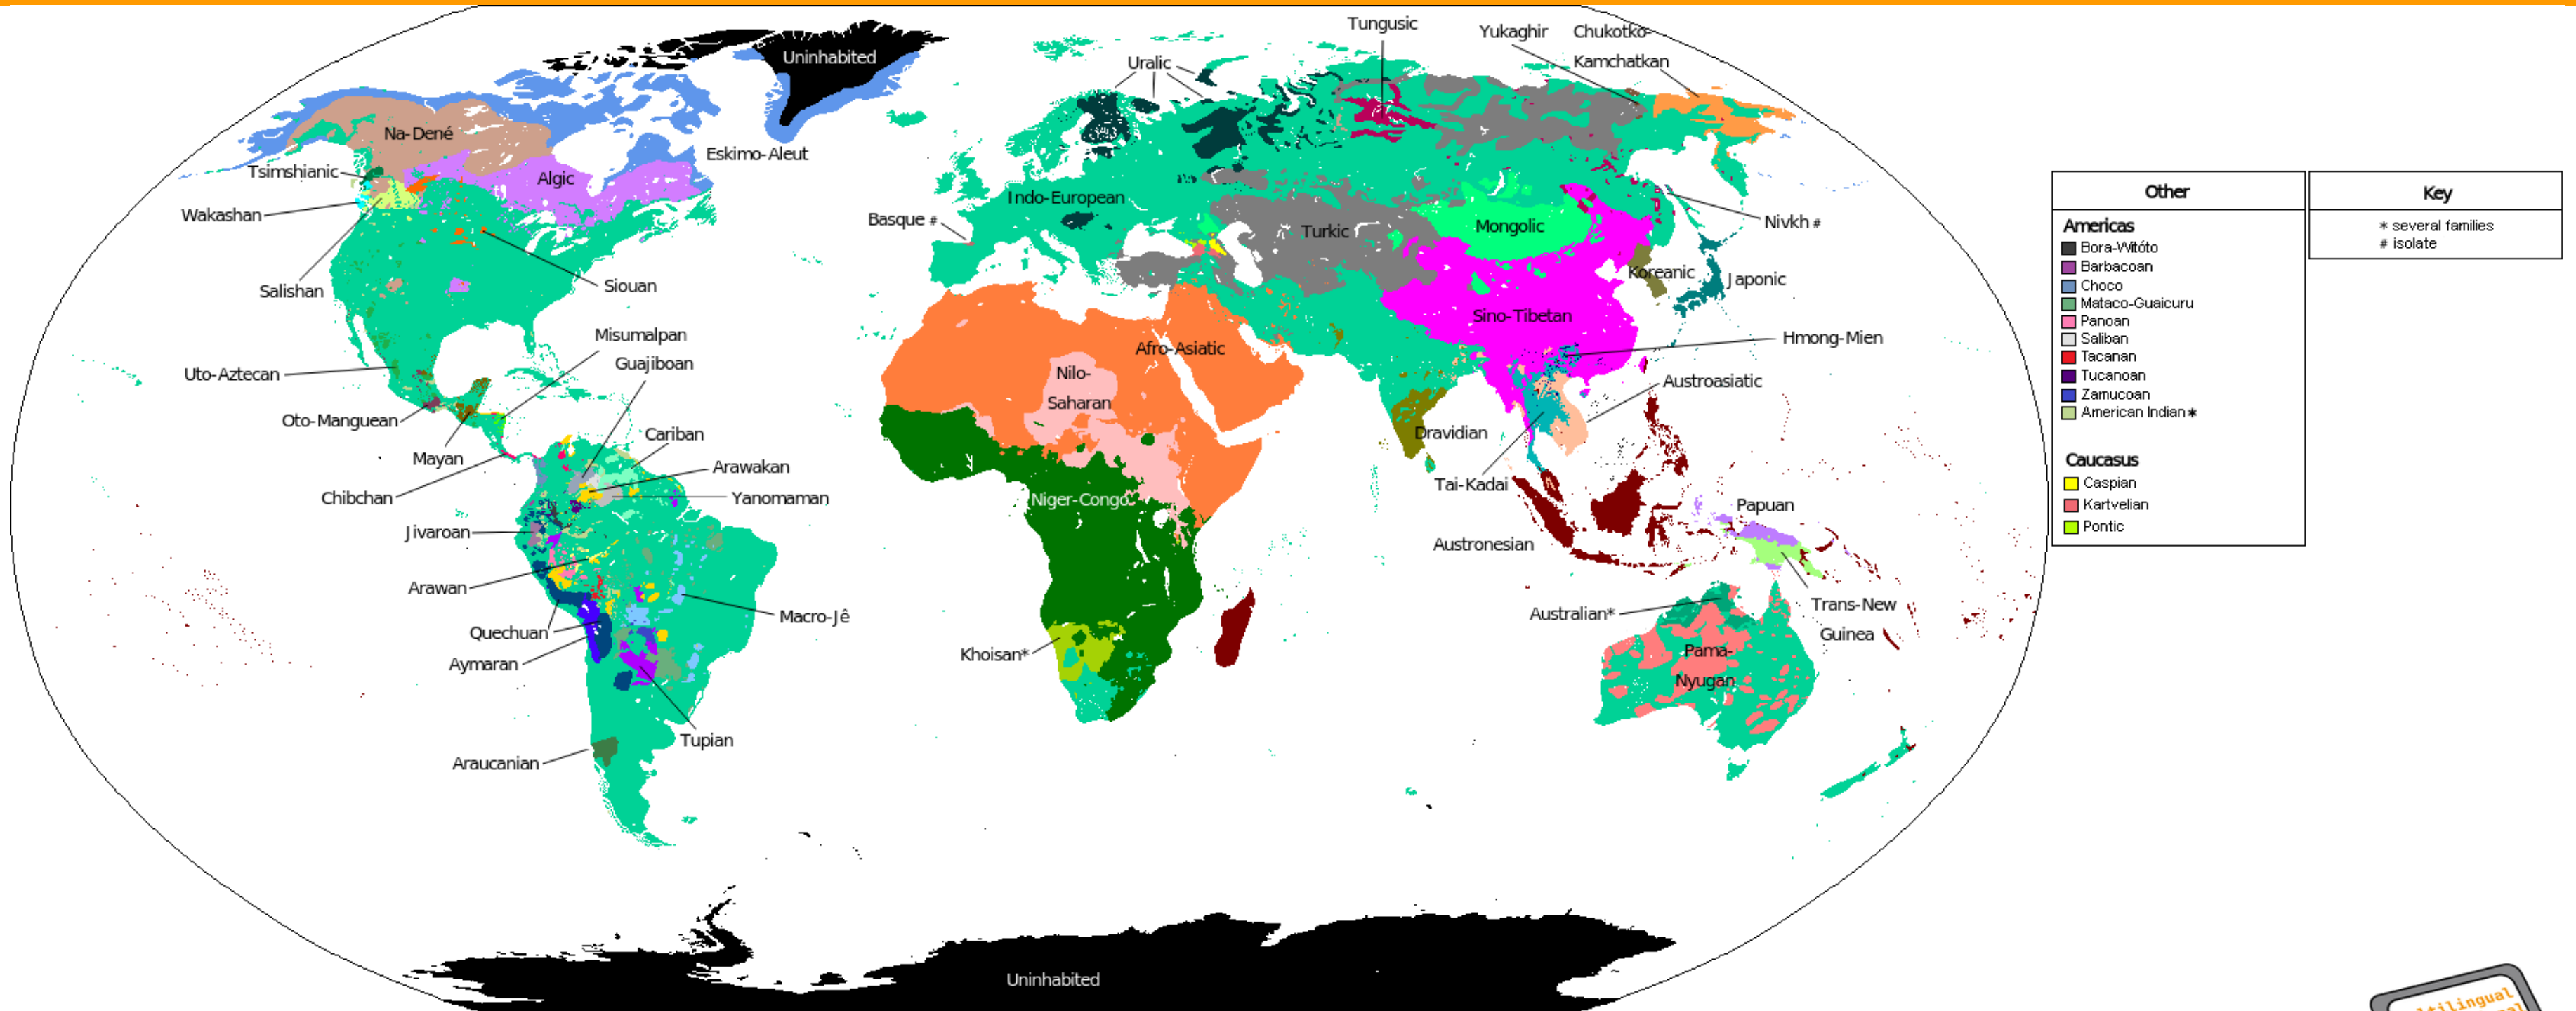 Tungusic
Yukaghir
Chukotko-
Kamchatkan
Uninhabited
Uralic
Na-Dené
Eskimo-Aleut
Tsimshianic
Algic
Wakashan
Indo-European
Basque #
Turkic
Mongolic
Nivkh #
Salishan
Siouan
Koreanic
Japonic
Sino-Tibetan
Misumalpan
Hmong-Mien
Guajiboan
Afro-Asiatic
Uto-Aztecan
Nilo-
Saharan
Austroasiatic
Oto-Manguean
Cariban
Dravidian
Mayan
Arawakan
Chibchan
Yanomaman
Niger-Congo
Tai-Kadai
Papuan
Jivaroan
Austronesian
Arawan
Macro-Jê
Australian*
Trans-New
Guinea
Quechuan
Khoisan*
Aymaran
Pama-
Nyugan
Tupian
Araucanian
Uninhabited
Other
Americas
Bora-Witóto
Barbacoan
Choco
Mataco-Guaicuru
Panoan
Saliban
Tacanan
Tucanoan
Zamucoan
American Indian *
Caucasus
Caspian
Kartvelian
Pontic
Key
* several families
# isolate